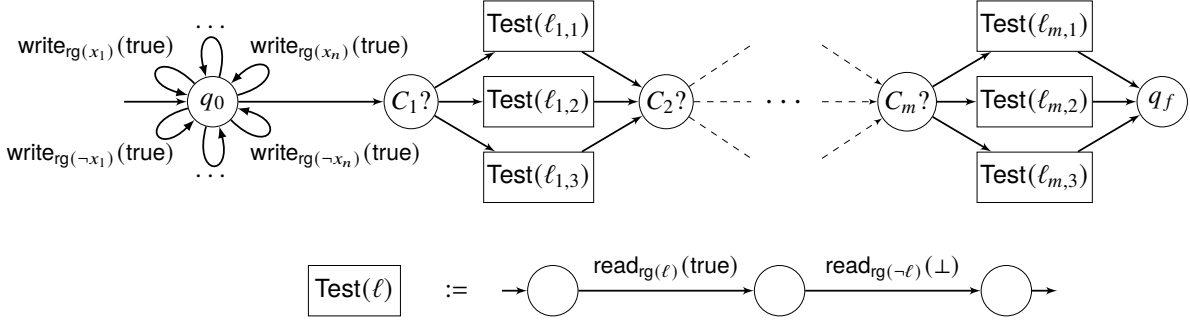 ···
write_{rg(x_1)}(true) write_{rg(x_n)}(true)
q_0
write_{rg(¬x_1)}(true) write_{rg(¬x_n)}(true)
···
C_1?
Test(ℓ_{1,1})
Test(ℓ_{1,2})
Test(ℓ_{1,3})
C_2?
···
C_m?
Test(ℓ_{m,1})
Test(ℓ_{m,2})
Test(ℓ_{m,3})
q_f
Test(ℓ) := read_{rg(ℓ)}(true) read_{rg(¬ℓ)}(⊥)